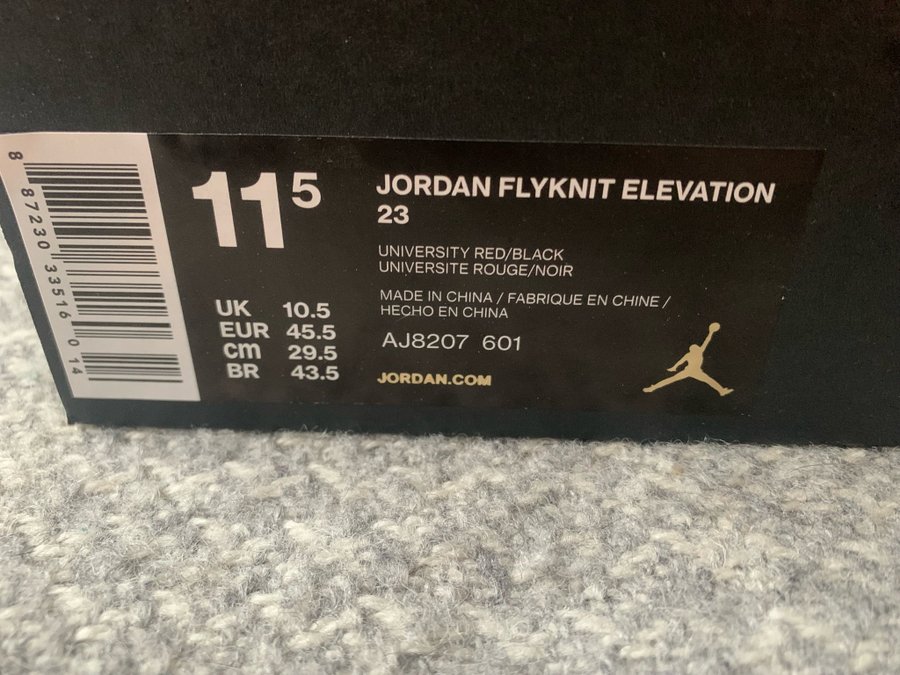 8 87230 33516 0 14
11 5
JORDAN FLYKNIT ELEVATION
23
UNIVERSITY RED/BLACK
UNIVERSITE ROUGE/NOIR
MADE IN CHINA / FABRIQUE EN CHINE /
HECHO EN CHINA
AJ8207 601
JORDAN.COM
UK 10.5
EUR 45.5
cm 29.5
BR 43.5